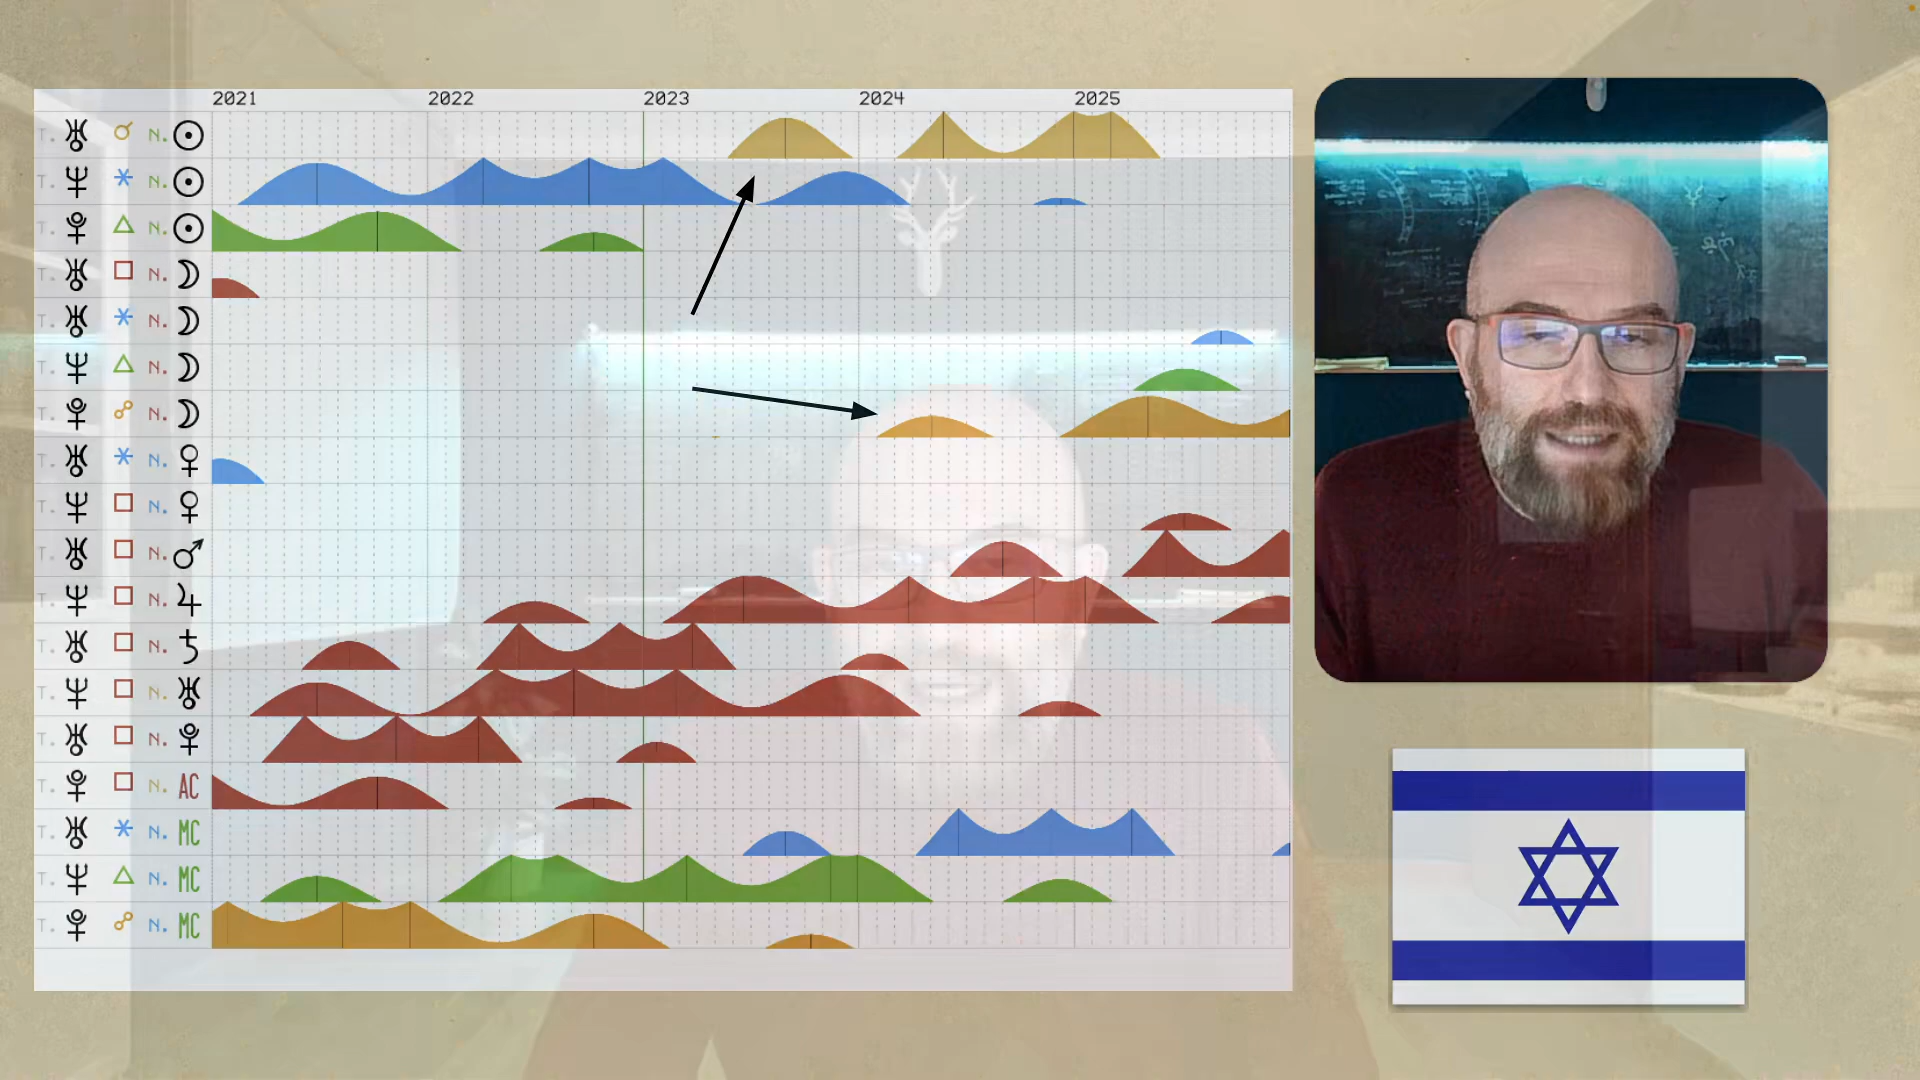 2021 2022 2023 2024 2025
T. ♅ ☌ N. ☉
T. ♆ ⚹ N. ☉
T. ♇ △ N. ☉
T. ♅ □ N. ☽
T. ♅ ⚹ N. ☽
T. ♆ △ N. ☽
T. ♇ ☍ N. ☽
T. ♅ ⚹ N. ♀
T. ♆ □ N. ♀
T. ♅ □ N. ♂
T. ♆ □ N. ♃
T. ♅ □ N. ♄
T. ♆ □ N. ♅
T. ♅ □ N. ♇
T. ♇ □ N. AC
T. ♅ ⚹ N. MC
T. ♆ △ N. MC
T. ♇ ☍ N. MC